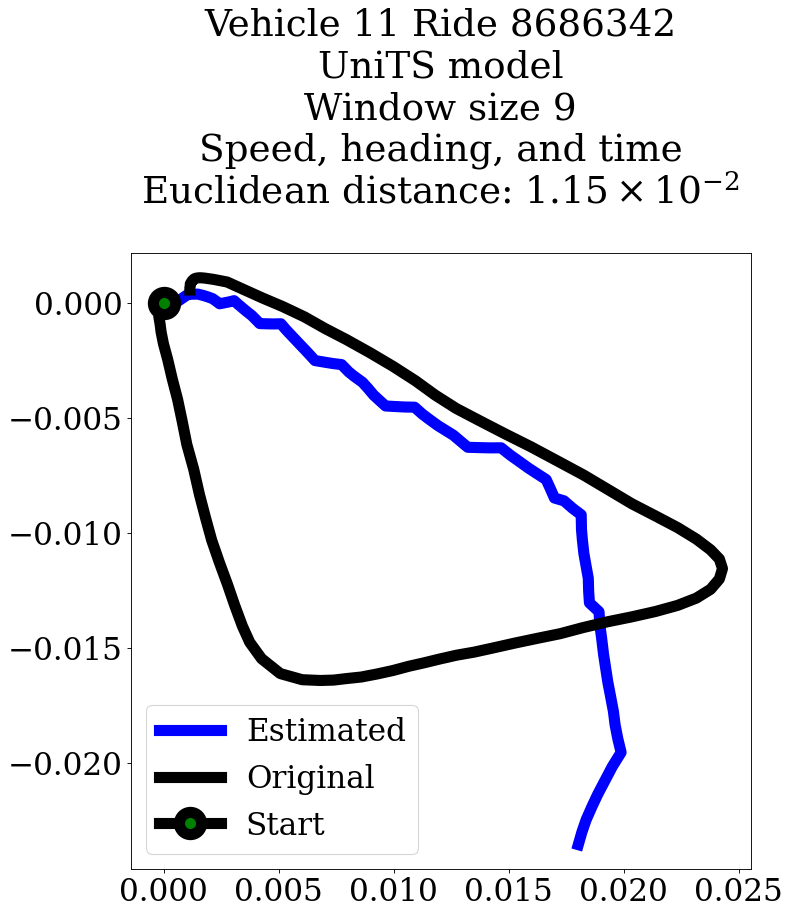 Vehicle 11 Ride 8686342
UniTS model
Window size 9
Speed, heading, and time
Euclidean distance: 1.15 × 10⁻²
0.000
−0.005
−0.010
−0.015
−0.020
Estimated
Original
Start
0.000 0.005 0.010 0.015 0.020 0.025